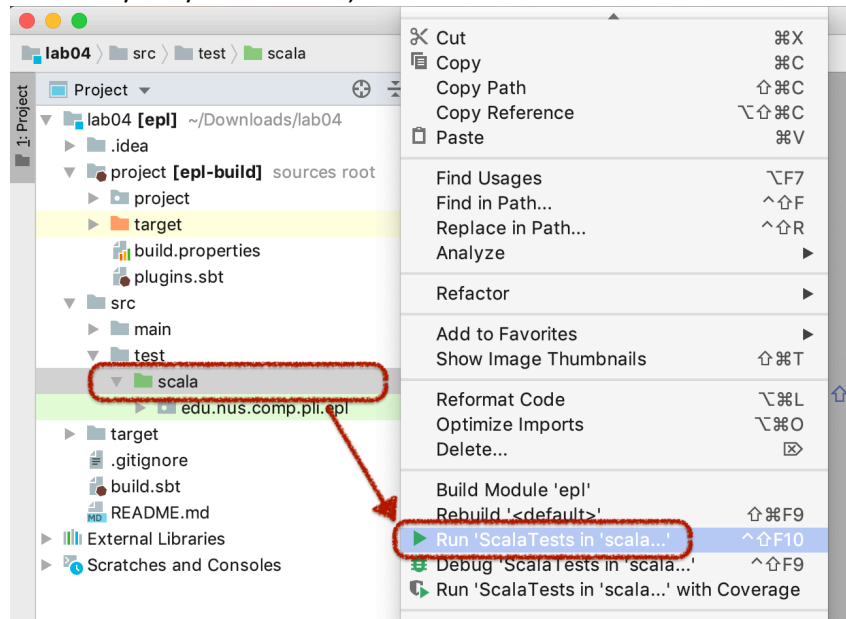 lab04 src test scala
1: Project
Project
lab04 [epl] ~/Downloads/lab04
.idea
project [epl-build] sources root
project
target
build.properties
plugins.sbt
src
main
test
scala
edu.nus.comp.pli.epl
target
.gitignore
build.sbt
MD README.md
External Libraries
Scratches and Consoles
Cut ⌘X
Copy ⌘C
Copy Path ⇧⌘C
Copy Reference ⌥⇧⌘C
Paste ⌘V
Find Usages ⌥F7
Find in Path... ^⇧F
Replace in Path... ^⇧R
Analyze
Refactor
Add to Favorites
Show Image Thumbnails ⇧⌘T
Reformat Code ⌥⌘L
Optimize Imports ⌥⌘O
Delete... ⌦
Build Module 'epl'
Rebuild '<default>' ⇧⌘F9
Run 'ScalaTests in 'scala...' ^⇧F10
Debug 'ScalaTests in 'scala...' ^⇧F9
Run 'ScalaTests in 'scala...' with Coverage